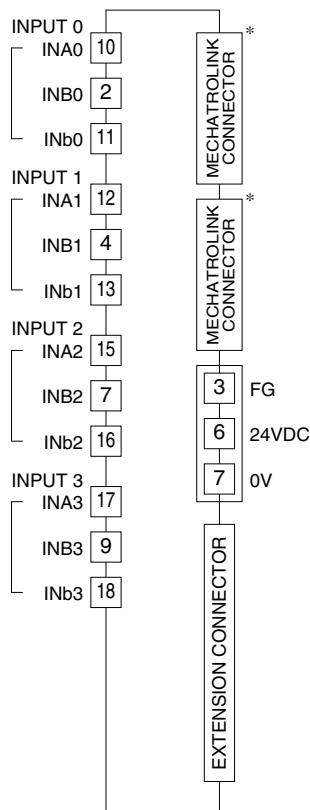 INPUT 0
INA0 10
INB0 2
INb0 11
INPUT 1
INA1 12
INB1 4
INb1 13
INPUT 2
INA2 15
INB2 7
INb2 16
INPUT 3
INA3 17
INB3 9
INb3 18
*
MECHATROLINK
CONNECTOR
*
MECHATROLINK
CONNECTOR
3 FG
6 24VDC
7 0V
EXTENSION CONNECTOR